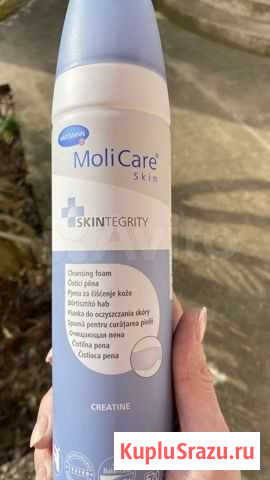 HARTMANN
MoliCare®
Skin
SKINTEGRITY
Cleansing foam
Čisticí pěna
Pjena za čišćenje kože
Bőrtisztító hab
Pianka do oczyszczania skóry
Spumă pentru curățarea pielii
Очищающая пена
Čistilna pena
Čistiaca pena
CREATINE
KupluSrazu.ru